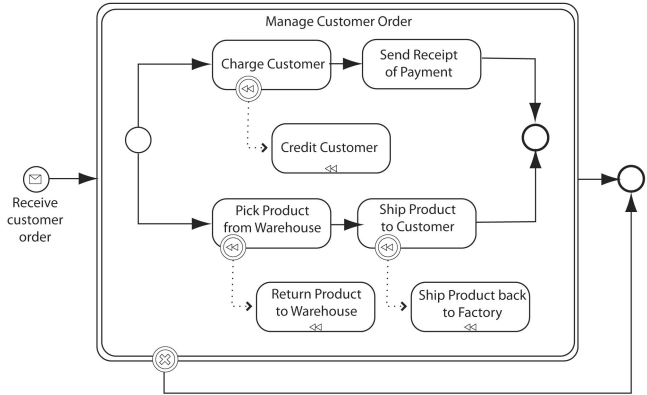 Manage Customer Order
Charge Customer
Send Receipt
of Payment
Credit Customer
Receive
customer
order
Pick Product
from Warehouse
Ship Product
to Customer
Return Product
to Warehouse
Ship Product back
to Factory